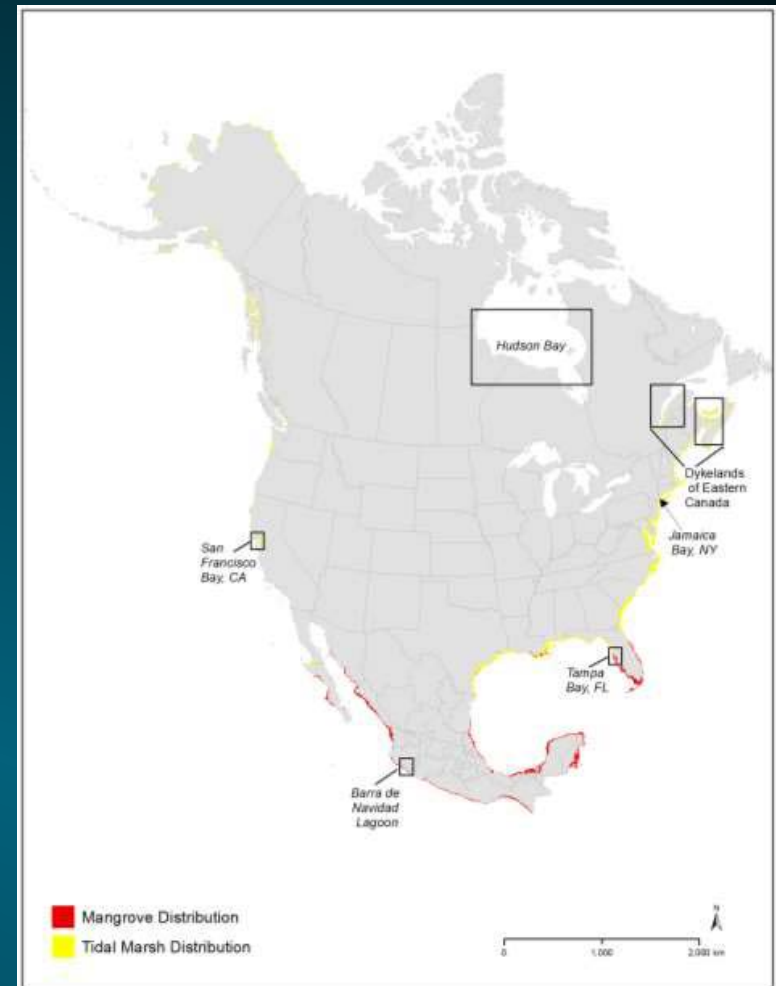 Hudson Bay
Dykelands
of Eastern
Canada
Jamaica
Bay, NY
San
Francisco
Bay, CA
Tampa
Bay, FL
Barra de
Navidad
Lagoon
Mangrove Distribution
Tidal Marsh Distribution
N
0 1,000 2,000 km